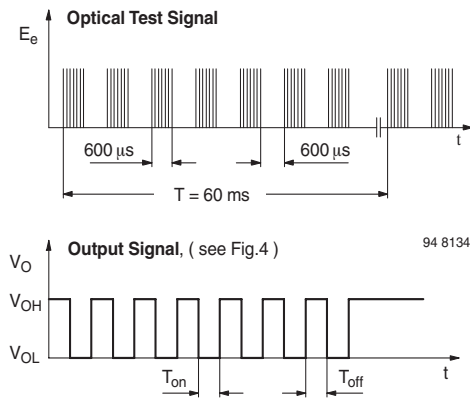 Optical Test Signal
Ee
600 μs
600 μs
t
T = 60 ms
Output Signal, ( see Fig.4 )
94 8134
VO
VOH
VOL
Ton
Toff
t